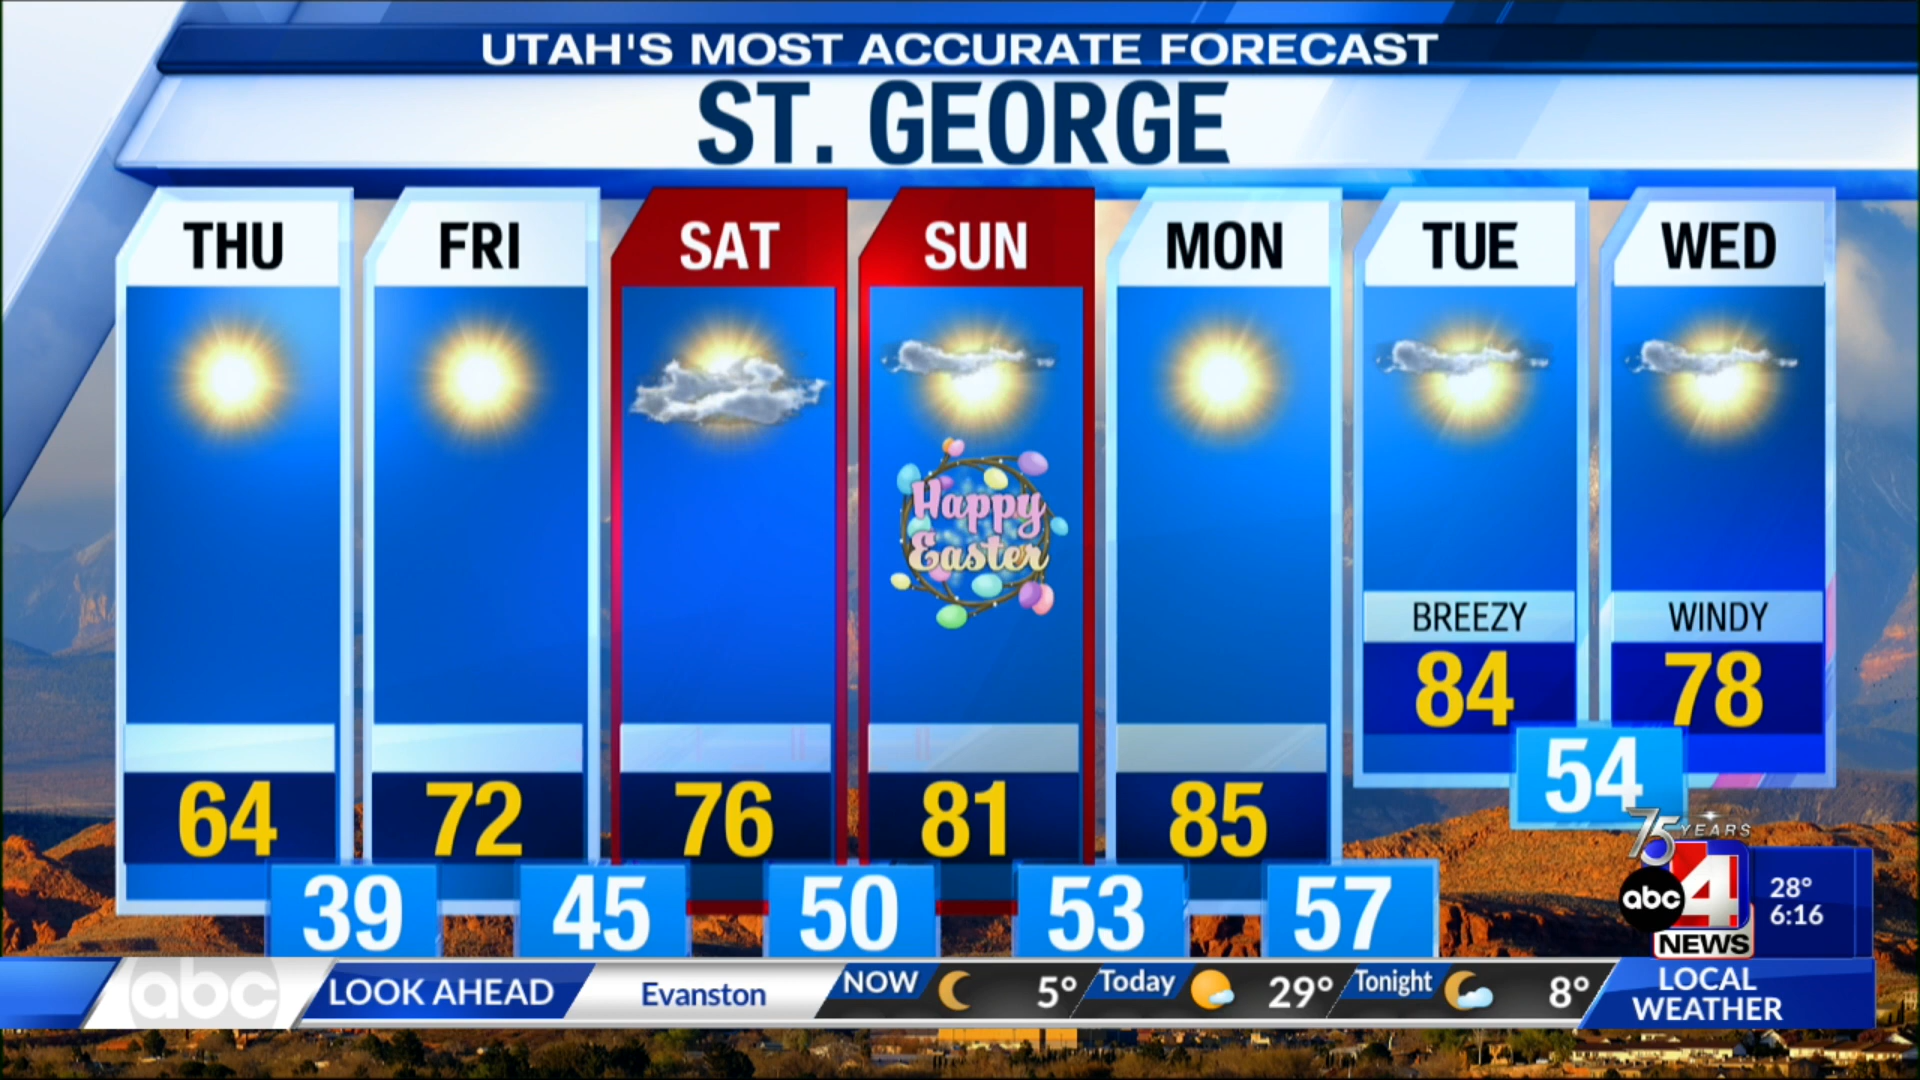 UTAH'S MOST ACCURATE FORECAST
ST. GEORGE
THU FRI SAT SUN MON TUE WED
Happy
Easter
BREEZY WINDY
84 78
64 72 76 81 85
54
39 45 50 53 57
75 YEARS
abc 4
NEWS
28°
6:16
abc LOOK AHEAD Evanston NOW 5° Today 29° Tonight 8°
LOCAL
WEATHER